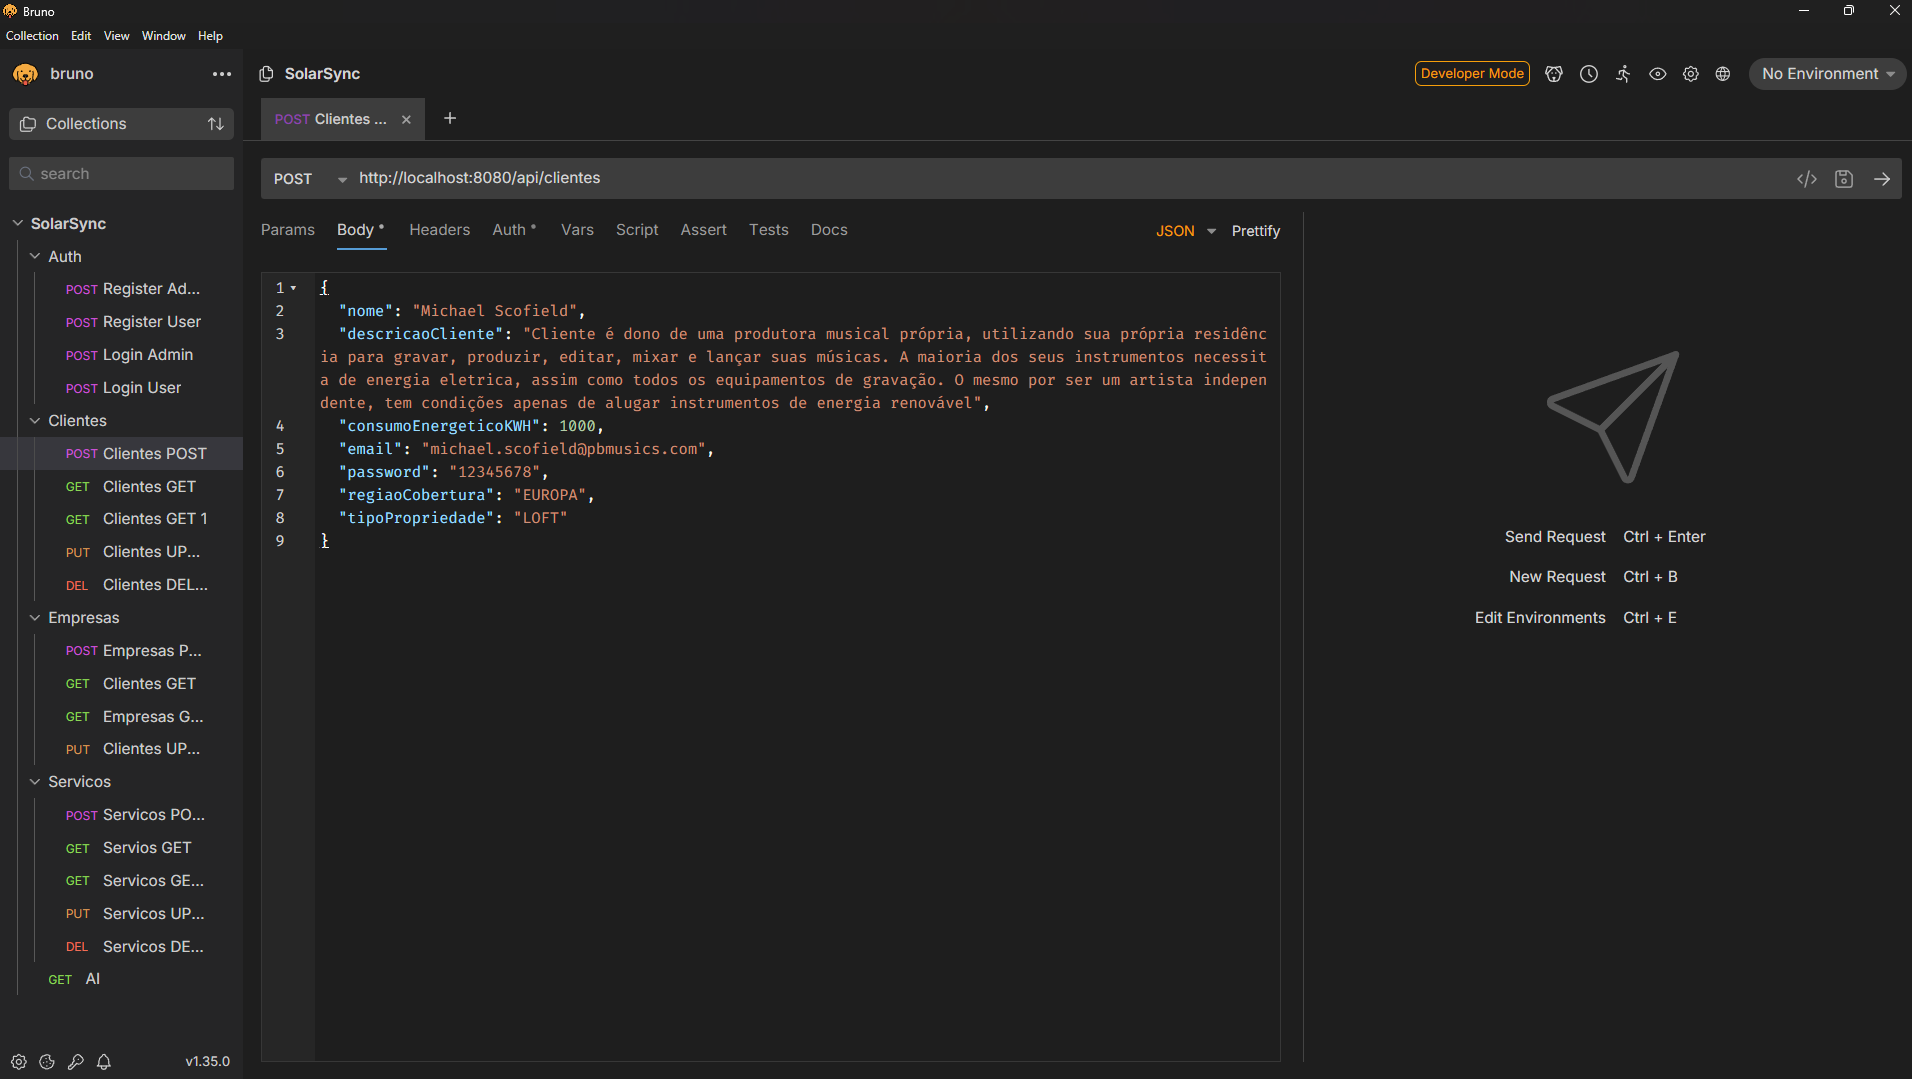 Bruno
Collection Edit View Window Help
bruno
SolarSync
Developer Mode
No Environment
Collections
POST Clientes ...
search
POST http://localhost:8080/api/clientes
Params Body Headers Auth Vars Script Assert Tests Docs JSON Prettify
SolarSync
Auth
POST Register Ad...
POST Register User
POST Login Admin
POST Login User
Clientes
POST Clientes POST
GET Clientes GET
GET Clientes GET 1
PUT Clientes UP...
DEL Clientes DEL...
Empresas
POST Empresas P...
GET Clientes GET
GET Empresas G...
PUT Clientes UP...
Servicos
POST Servicos PO...
GET Servios GET
GET Servicos GE...
PUT Servicos UP...
DEL Servicos DE...
GET AI
v1.35.0
1 {
2 "nome": "Michael Scofield",
3 "descricaoCliente": "Cliente é dono de uma produtora musical própria, utilizando sua própria residênc
ia para gravar, produzir, editar, mixar e lançar suas músicas. A maioria dos seus instrumentos necessit
a de energia eletrica, assim como todos os equipamentos de gravação. O mesmo por ser um artista indepen
dente, tem condições apenas de alugar instrumentos de energia renovável",
4 "consumoEnergeticoKWH": 1000,
5 "email": "michael.scofield@pbmusics.com",
6 "password": "12345678",
7 "regiaoCobertura": "EUROPA",
8 "tipoPropriedade": "LOFT"
9 }
Send Request Ctrl + Enter
New Request Ctrl + B
Edit Environments Ctrl + E